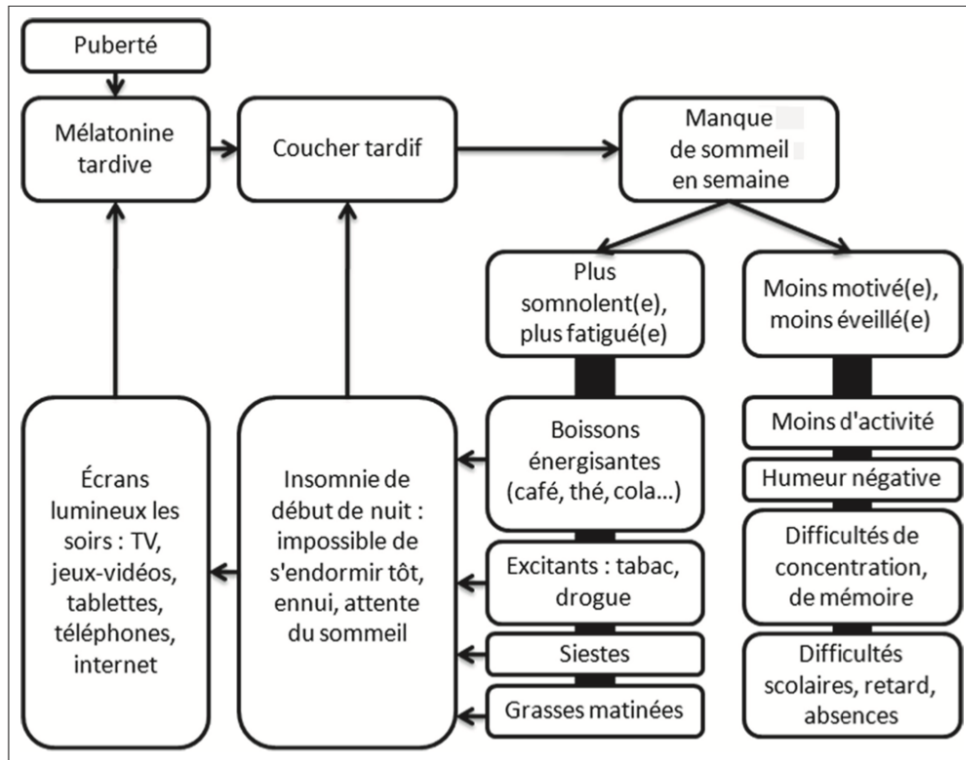 Puberté
Mélatonine
tardive
Coucher tardif
Manque
de sommeil
en semaine
Plus
somnolent(e),
plus fatigué(e)
Moins motivé(e),
moins éveillé(e)
Écrans
lumineux les
soirs : TV,
jeux-vidéos,
tablettes,
téléphones,
internet
Insomnie de
début de nuit :
impossible de
s'endormir tôt,
ennui, attente
du sommeil
Boissons
énergisantes
(café, thé, cola...)
Excitants : tabac,
drogue
Siestes
Grasses matinées
Moins d'activité
Humeur négative
Difficultés de
concentration,
de mémoire
Difficultés
scolaires, retard,
absences